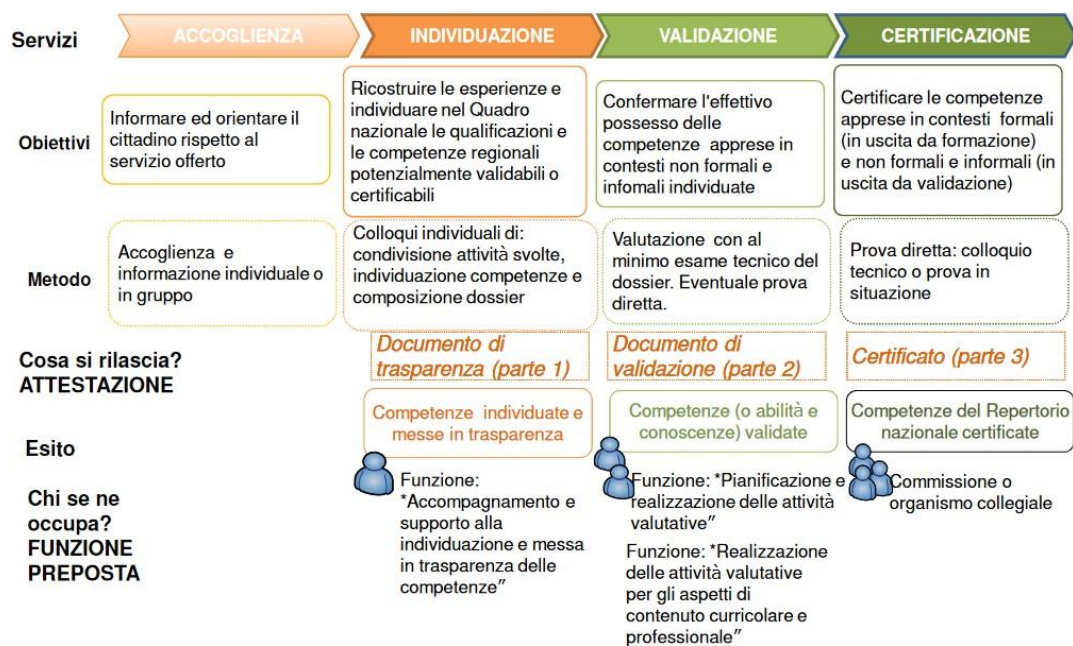 Servizi
ACCOGLIENZA
INDIVIDUAZIONE
VALIDAZIONE
CERTIFICAZIONE
Obiettivi
Informare ed orientare il
cittadino rispetto al
servizio offerto
Ricostruire le esperienze e
individuare nel Quadro
nazionale le qualificazioni e
le competenze regionali
potenzialmente validabili o
certificabili
Confermare l'effettivo
possesso delle
competenze apprese in
contesti non formali e
infomali individuate
Certificare le competenze
apprese in contesti formali
(in uscita da formazione)
e non formali e informali (in
uscita da validazione)
Metodo
Accoglienza e
informazione individuale o
in gruppo
Colloqui individuali di:
condivisione attività svolte,
individuazione competenze e
composizione dossier
Valutazione con al
minimo esame tecnico del
dossier. Eventuale prova
diretta.
Prova diretta: colloquio
tecnico o prova in
situazione
Cosa si rilascia?
ATTESTAZIONE
Documento di
trasparenza (parte 1)
Documento di
validazione (parte 2)
Certificato (parte 3)
Esito
Competenze individuate e
messe in trasparenza
Competenze (o abilità e
conoscenze) validate
Competenze del Repertorio
nazionale certificate
Chi se ne
occupa?
FUNZIONE
PREPOSTA
Funzione:
"Accompagnamento e
supporto alla
individuazione e messa
in trasparenza delle
competenze"
Funzione: "Pianificazione e
realizzazione delle attività
valutative"
Funzione: "Realizzazione
delle attività valutative
per gli aspetti di
contenuto curricolare e
professionale"
Commissione o
organismo collegiale